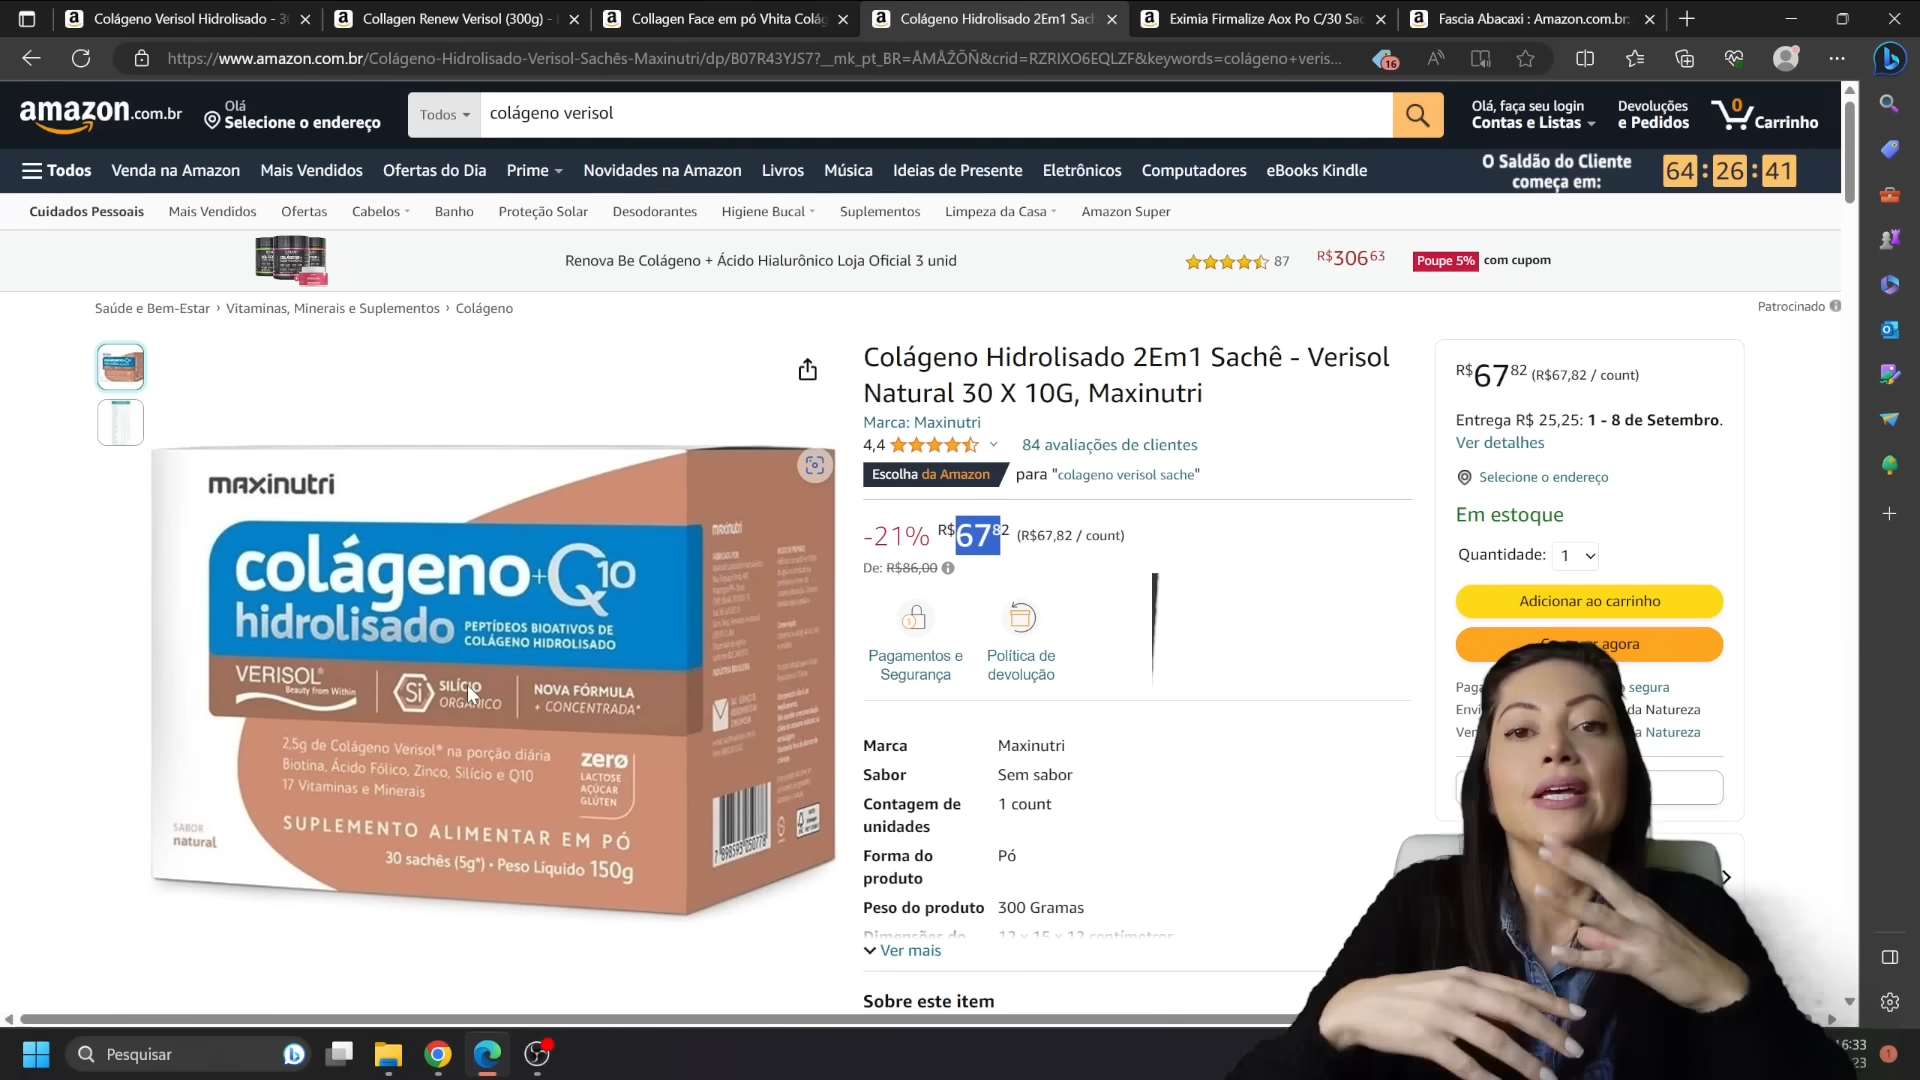 Colágeno Verisol Hidrolisado - 3
Collagen Renew Verisol (300g) -
Collagen Face em pó Vhita Colág
Colágeno Hidrolisado 2Em1 Sach
Eximia Firmalize Aox Po C/30 Sac
Fascia Abacaxi : Amazon.com.br:
https://www.amazon.com.br/Colágeno-Hidrolisado-Verisol-Sachês-Maxinutri/dp/B07R43YJS7?__mk_pt_BR=ÅMÅŽÕÑ&crid=RZRIXO6EQLZF&keywords=colágeno+veris...
16
amazon.com.br
Olá
Selecione o endereço
Todos
colágeno verisol
Olá, faça seu login
Contas e Listas
Devoluções
e Pedidos
0
Carrinho
Todos
Venda na Amazon
Mais Vendidos
Ofertas do Dia
Prime
Novidades na Amazon
Livros
Música
Ideias de Presente
Eletrônicos
Computadores
eBooks Kindle
O Saldão do Cliente
começa em:
64 : 26 : 41
Cuidados Pessoais
Mais Vendidos
Ofertas
Cabelos
Banho
Proteção Solar
Desodorantes
Higiene Bucal
Suplementos
Limpeza da Casa
Amazon Super
Renova Be Colágeno + Ácido Hialurônico Loja Oficial 3 unid
87
R$306 63
Poupe 5% com cupom
Saúde e Bem-Estar › Vitaminas, Minerais e Suplementos › Colágeno
Patrocinado
maxinutri
colágeno+Q10
hidrolisado
PEPTÍDEOS BIOATIVOS DE
COLÁGENO HIDROLISADO
VERISOL®
Beauty from Within
Si
SILÍCIO
ORGÂNICO
NOVA FÓRMULA
+ CONCENTRADA*
2,5g de Colágeno Verisol* na porção diária
Biotina, Ácido Fólico, Zinco, Silício e Q10
17 Vitaminas e Minerais
zero
LACTOSE
AÇÚCAR
GLÚTEN
SABOR
natural
SUPLEMENTO ALIMENTAR EM PÓ
30 sachês (5g*) • Peso Líquido 150g
maxinutri
Colágeno Hidrolisado 2Em1 Sachê - Verisol
Natural 30 X 10G, Maxinutri
Marca: Maxinutri
4,4
84 avaliações de clientes
Escolha da Amazon
para "colageno verisol sache"
-21% R$67 82 (R$67,82 / count)
De: R$86,00
Pagamentos e
Segurança
Política de
devolução
Marca Maxinutri
Sabor Sem sabor
Contagem de
unidades
1 count
Forma do
produto
Pó
Peso do produto 300 Gramas
Ver mais
Sobre este item
R$67 82 (R$67,82 / count)
Entrega R$ 25,25: 1 - 8 de Setembro.
Ver detalhes
Selecione o endereço
Em estoque
Quantidade: 1
Adicionar ao carrinho
agora
segura
da Natureza
Natureza
Pesquisar
16:33
23
1